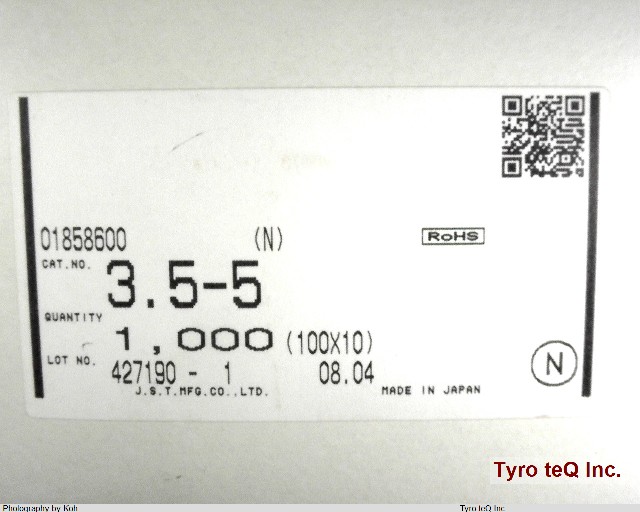 01858600 (N) RoHS
CAT.NO. 3.5-5
QUANTITY 1,000 (100X10)
LOT NO. 427190 - 1 08.04
J.S.T.MFG.CO.,LTD. MADE IN JAPAN
N
Tyro teQ Inc.
Photography by Koh Tyro teQ Inc